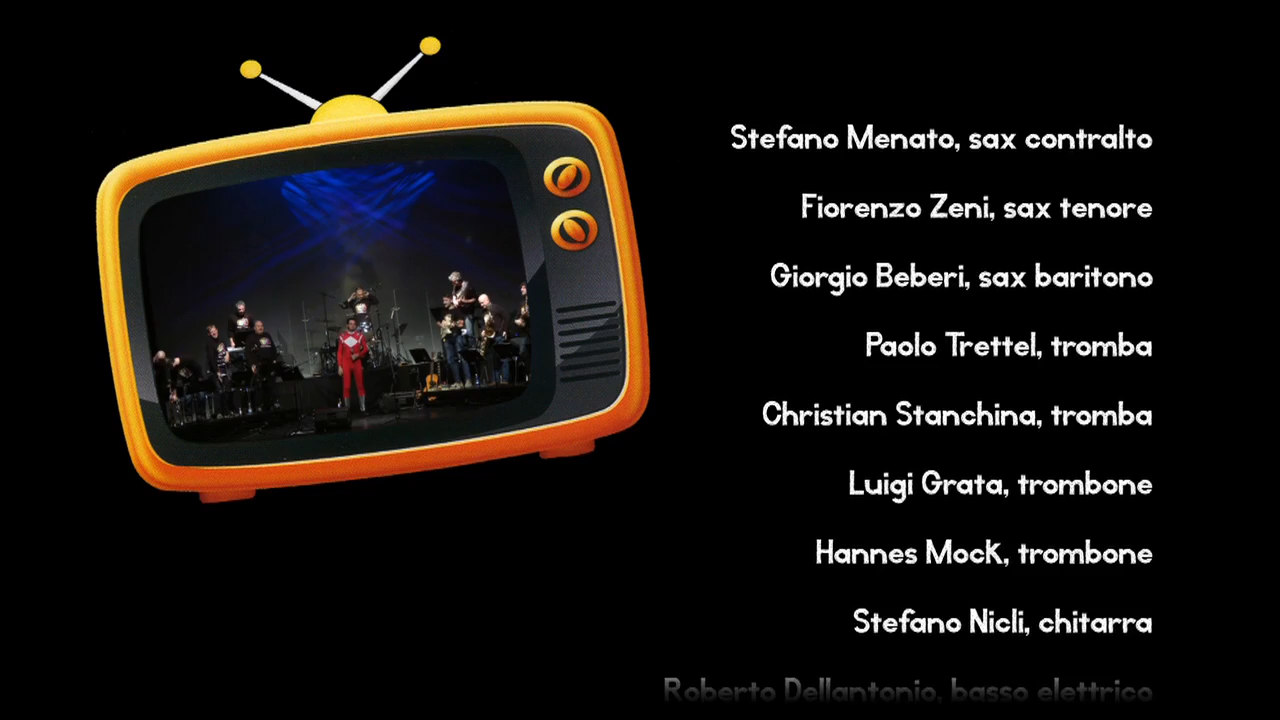 Stefano Menato, sax contralto
Fiorenzo Zeni, sax tenore
Giorgio Beberi, sax baritono
Paolo Trettel, tromba
Christian Stanchina, tromba
Luigi Grata, trombone
Hannes Mock, trombone
Stefano Nicli, chitarra
Roberto Dellantonio, basso elettrico